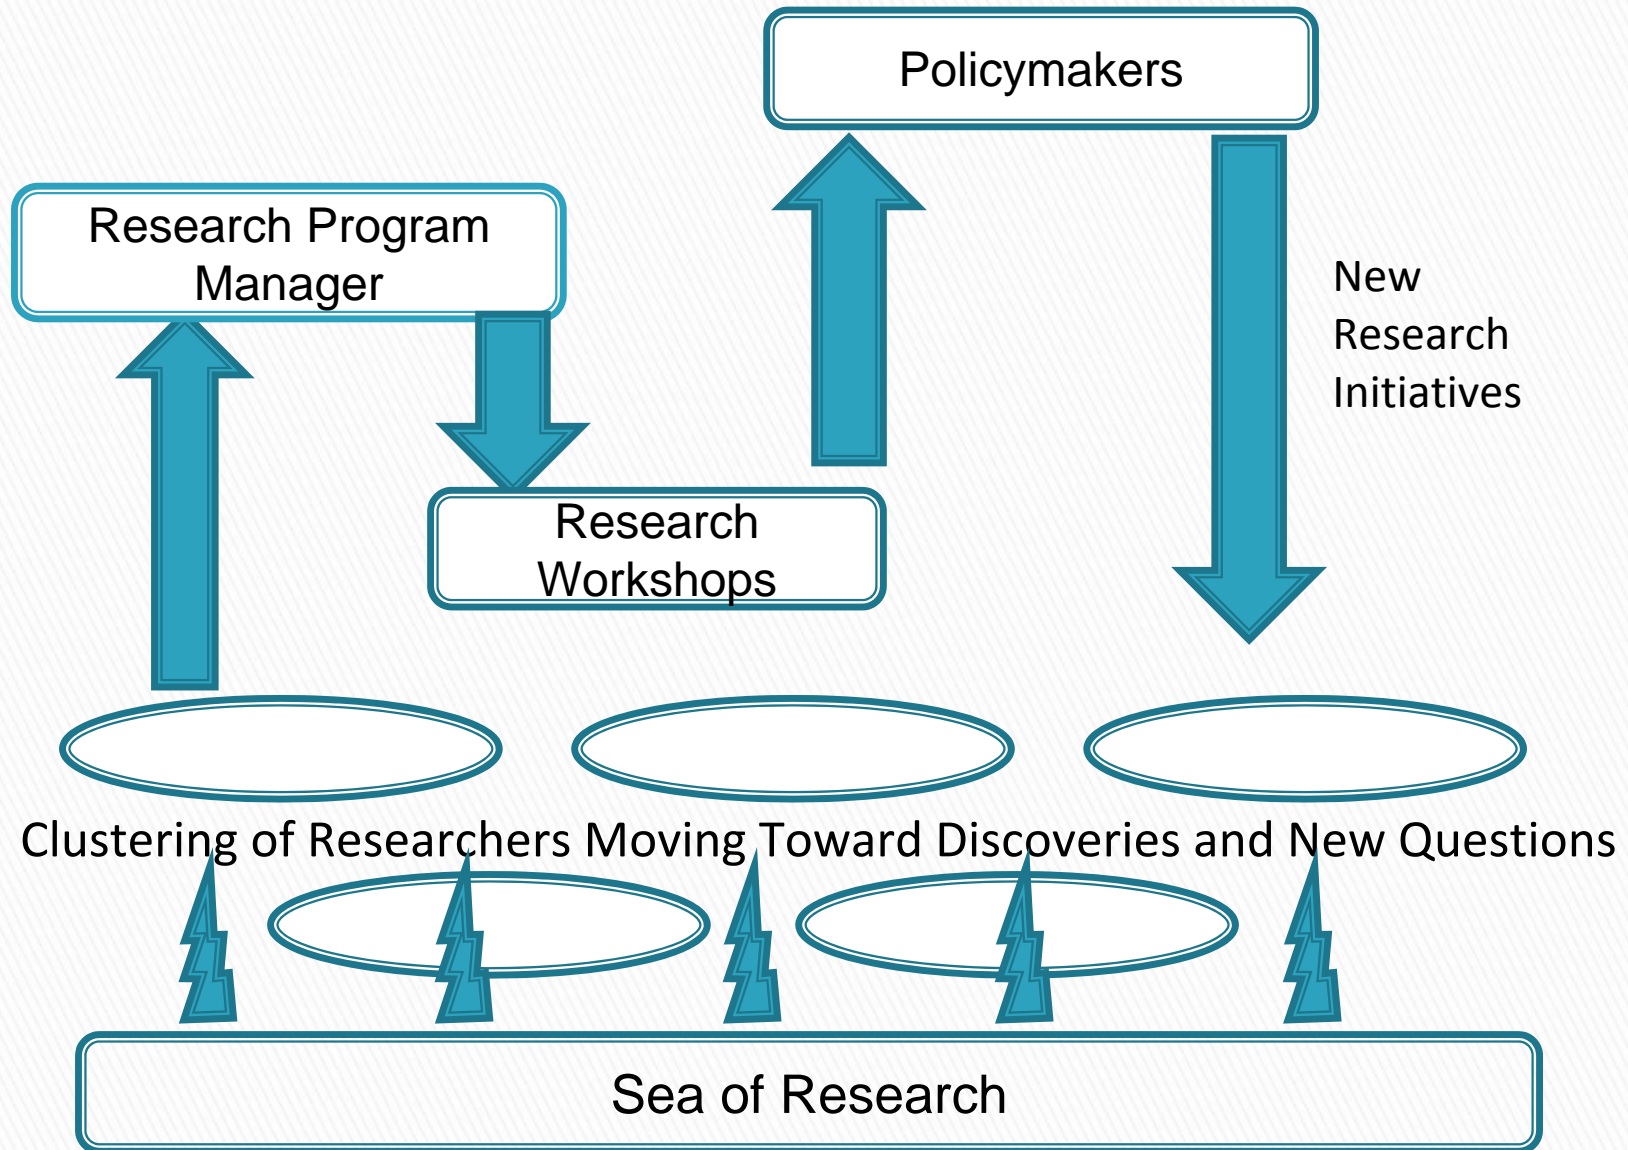 Policymakers
Research Program
Manager
New
Research
Initiatives
Research
Workshops
Clustering of Researchers Moving Toward Discoveries and New Questions
Sea of Research